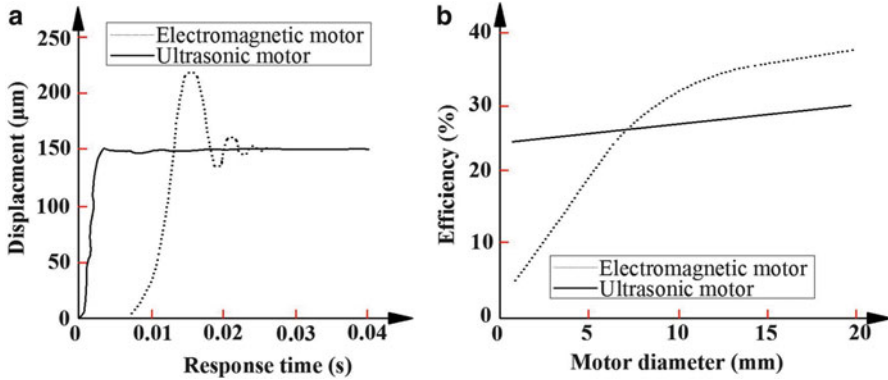 a
250
200
150
100
50
0
Displacment (μm)
Electromagnetic motor
Ultrasonic motor
0 0.01 0.02 0.03 0.04
Response time (s)
b
40
30
20
10
0
Efficiency (%)
Electromagnetic motor
Ultrasonic motor
0 5 10 15 20
Motor diameter (mm)